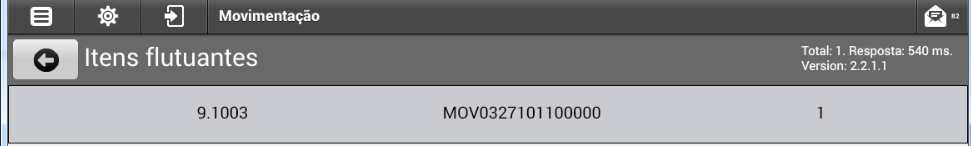 Movimentação
82
Itens flutuantes
Total: 1. Resposta: 540 ms.
Version: 2.2.1.1
9.1003 MOV0327101100000 1